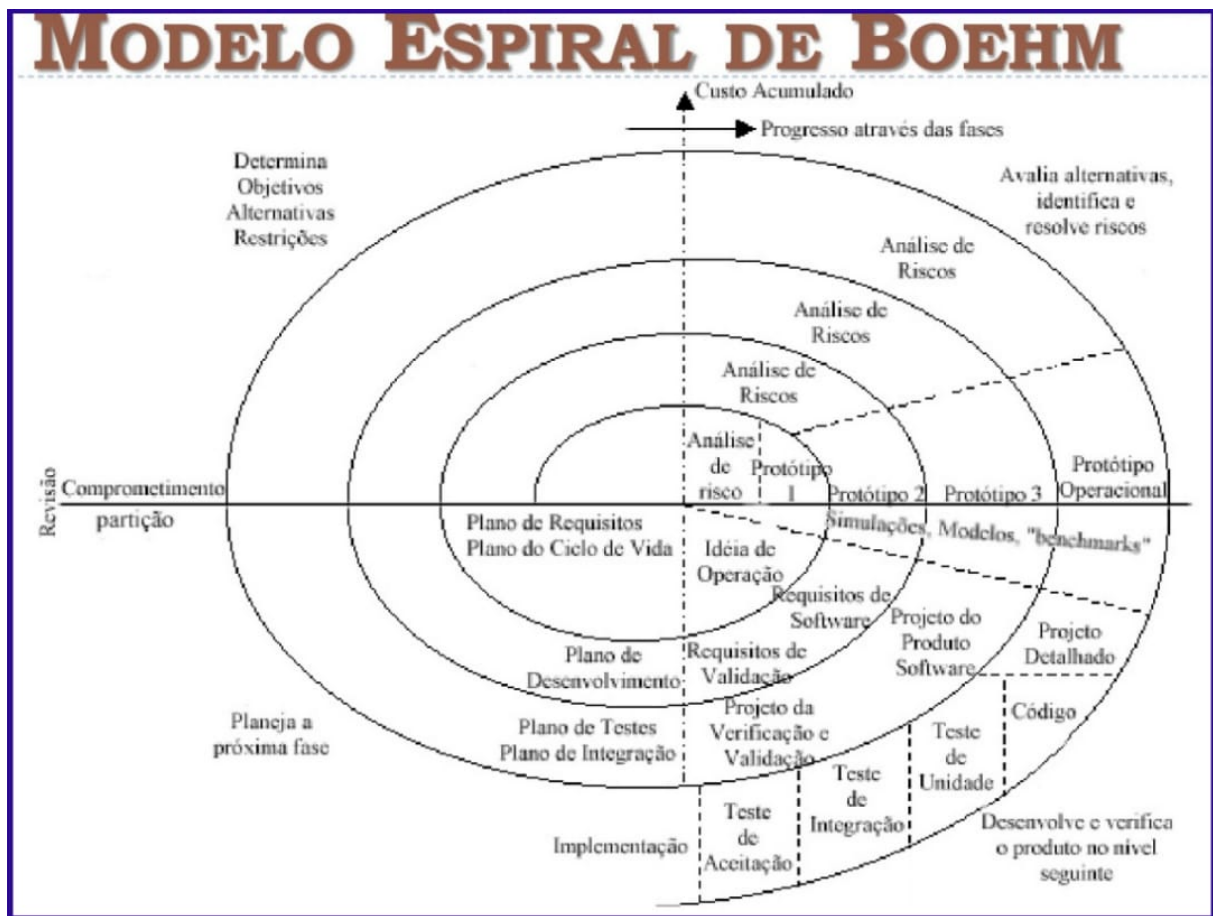 MODELO ESPIRAL DE BOEHM
Custo Acumulado
Progresso através das fases
Determina
Objetivos
Alternativas
Restrições
Avalia alternativas,
identifica e
resolve riscos
Análise de
Riscos
Análise de
Riscos
Análise de
Riscos
Análise
de
risco
Protótipo
1
Protótipo 2
Protótipo 3
Protótipo
Operacional
Revisão
Comprometimento
partição
Simulações, Modelos, "benchmarks"
Plano de Requisitos
Plano do Ciclo de Vida
Idéia de
Operação
Requisitos de
Software
Projeto do
Produto
Software
Projeto
Detalhado
Plano de
Desenvolvimento
Requisitos de
Validação
Código
Planeja a
próxima fase
Plano de Testes
Plano de Integração
Projeto da
Verificação e
Validação
Teste
de
Unidade
Teste
de
Integração
Teste
de
Aceitação
Implementação
Desenvolve e verifica
o produto no nível
seguinte